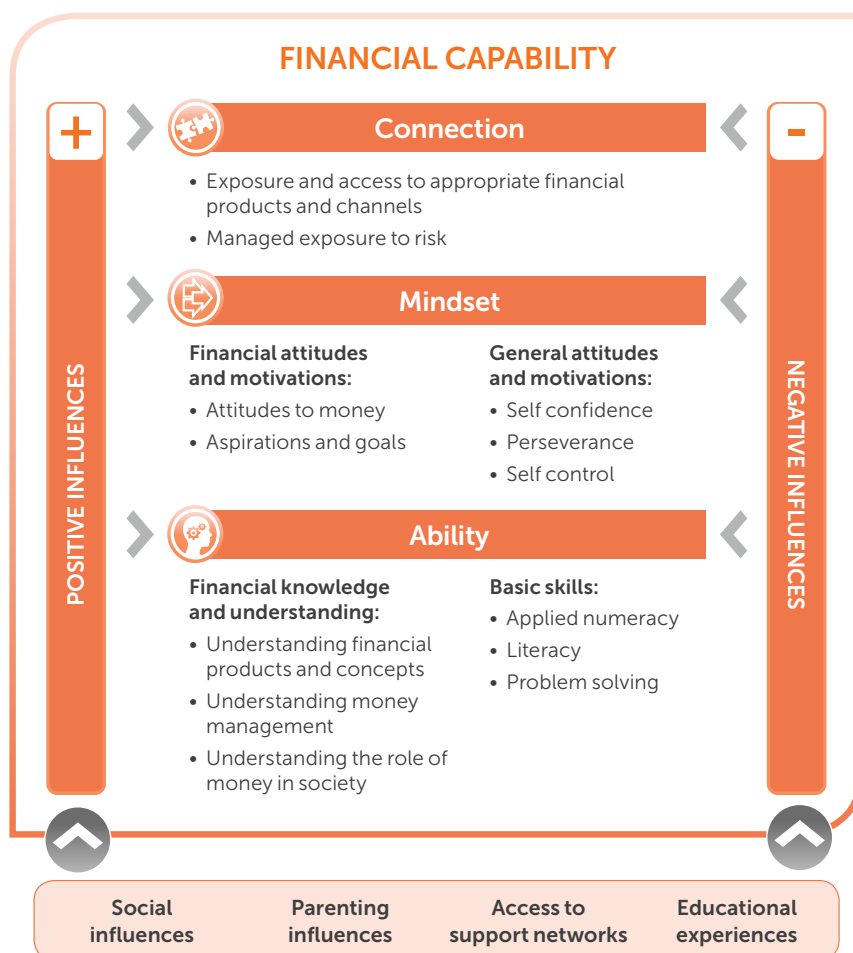 FINANCIAL CAPABILITY
+
-
POSITIVE INFLUENCES
NEGATIVE INFLUENCES
Connection
• Exposure and access to appropriate financial
products and channels
• Managed exposure to risk
Mindset
Financial attitudes
and motivations:
• Attitudes to money
• Aspirations and goals
General attitudes
and motivations:
• Self confidence
• Perseverance
• Self control
Ability
Financial knowledge
and understanding:
• Understanding financial
products and concepts
• Understanding money
management
• Understanding the role of
money in society
Basic skills:
• Applied numeracy
• Literacy
• Problem solving
Social
influences
Parenting
influences
Access to
support networks
Educational
experiences